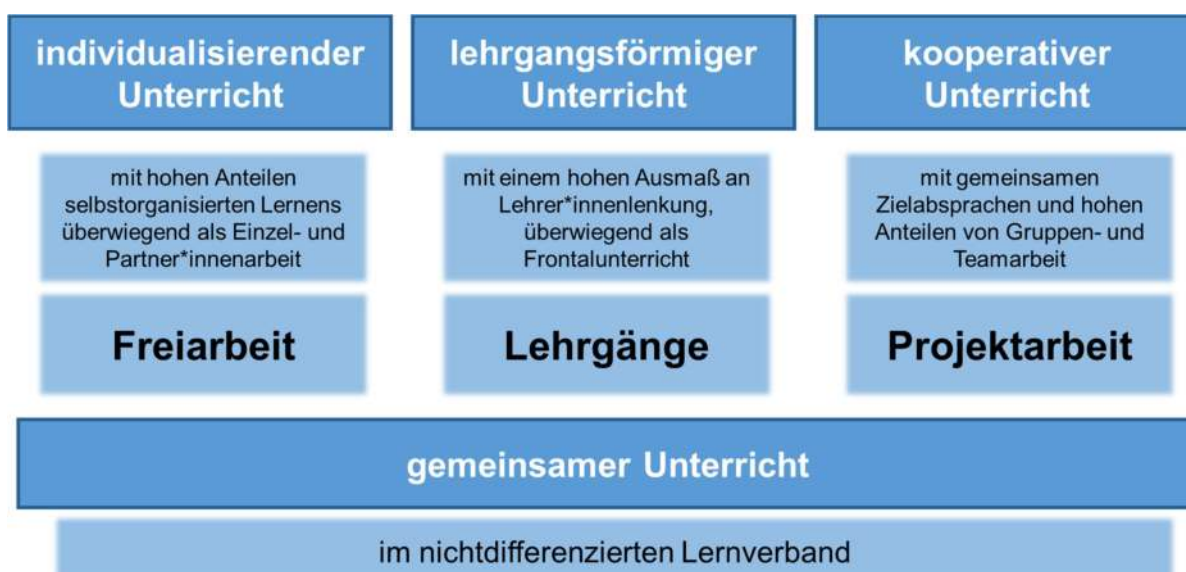 individualisierender
Unterricht
mit hohen Anteilen
selbstorganisierten Lernens
überwiegend als Einzel- und
Partner*innenarbeit
Freiarbeit
lehrgangsförmiger
Unterricht
mit einem hohen Ausmaß an
Lehrer*innenlenkung,
überwiegend als
Frontalunterricht
Lehrgänge
kooperativer
Unterricht
mit gemeinsamen
Zielabsprachen und hohen
Anteilen von Gruppen- und
Teamarbeit
Projektarbeit
gemeinsamer Unterricht
im nichtdifferenzierten Lernverband